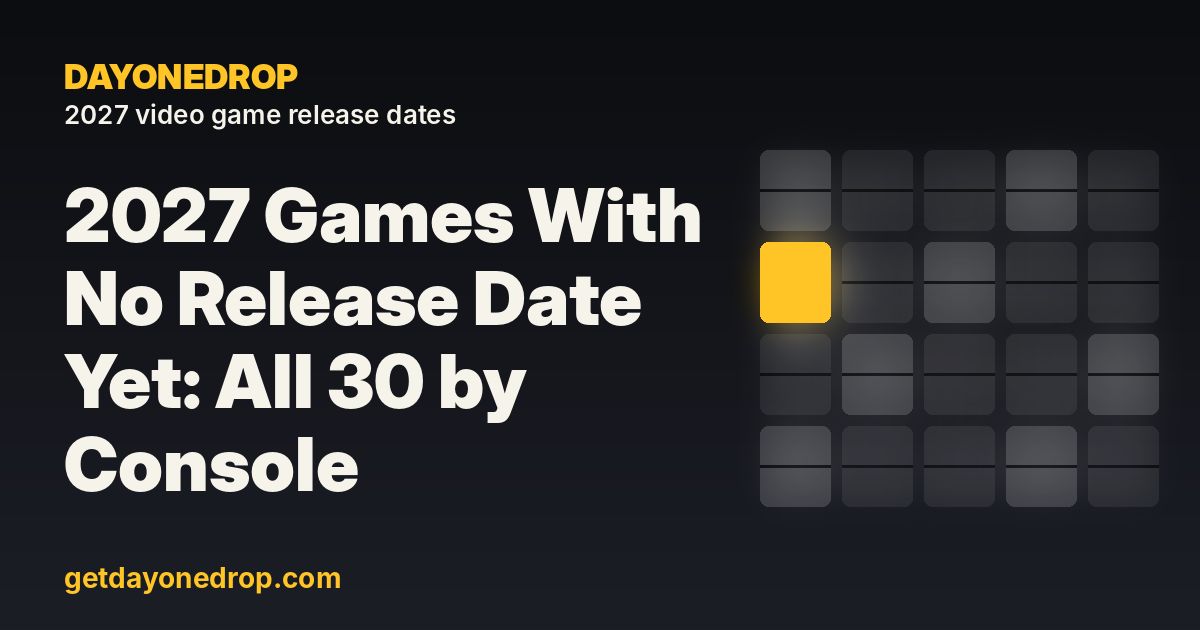 DAYONEDROP
2027 video game release dates
2027 Games With
No Release Date
Yet: All 30 by
Console
getdayonedrop.com